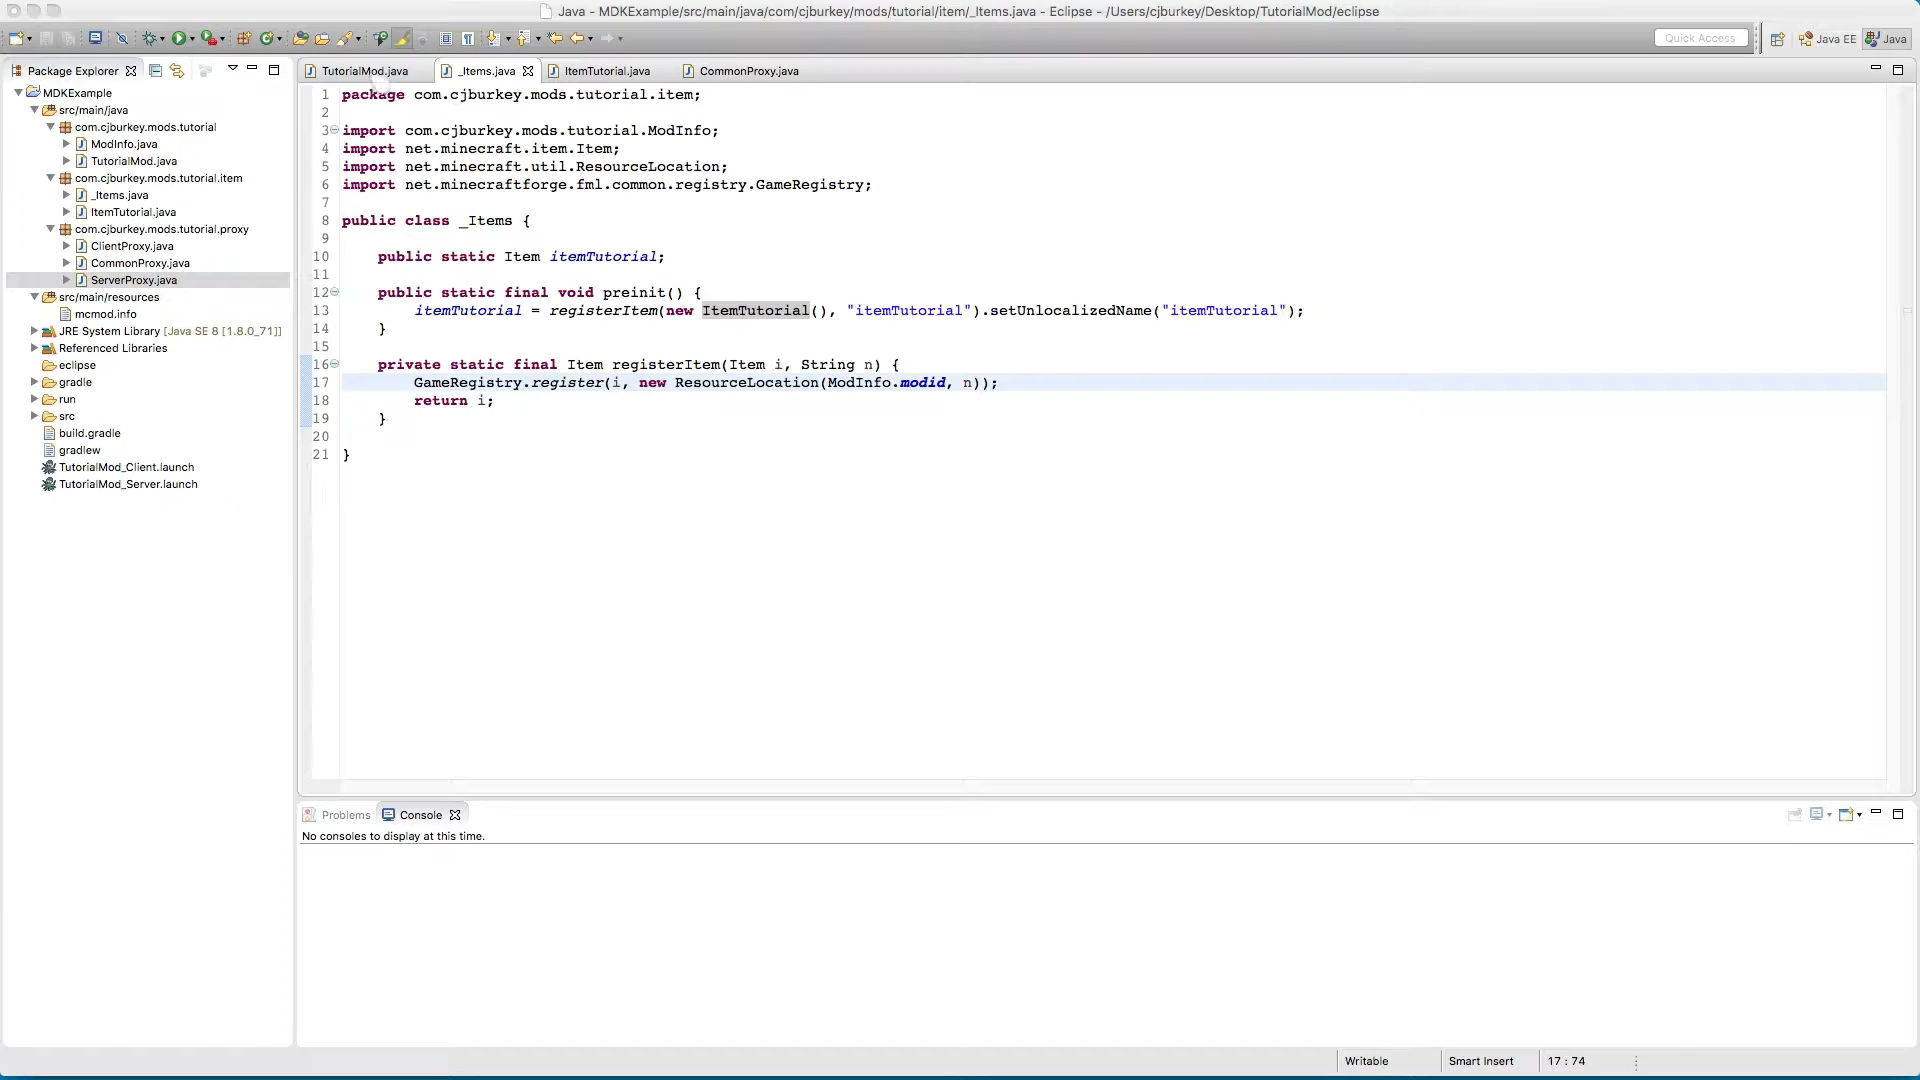 Java - MDKExample/src/main/java/com/cjburkey/mods/tutorial/item/_Items.java - Eclipse - /Users/cjburkey/Desktop/TutorialMod/eclipse
Quick Access
Java EE
Java
Package Explorer
TutorialMod.java
_Items.java
ItemTutorial.java
CommonProxy.java
MDKExample
src/main/java
com.cjburkey.mods.tutorial
ModInfo.java
TutorialMod.java
com.cjburkey.mods.tutorial.item
_Items.java
ItemTutorial.java
com.cjburkey.mods.tutorial.proxy
ClientProxy.java
CommonProxy.java
ServerProxy.java
src/main/resources
mcmod.info
JRE System Library [Java SE 8 [1.8.0_71]]
Referenced Libraries
eclipse
gradle
run
src
build.gradle
gradlew
TutorialMod_Client.launch
TutorialMod_Server.launch
1 package com.cjburkey.mods.tutorial.item;
2
3 import com.cjburkey.mods.tutorial.ModInfo;
4 import net.minecraft.item.Item;
5 import net.minecraft.util.ResourceLocation;
6 import net.minecraftforge.fml.common.registry.GameRegistry;
7
8 public class _Items {
9
10 public static Item itemTutorial;
11
12 public static final void preinit() {
13 itemTutorial = registerItem(new ItemTutorial(), "itemTutorial").setUnlocalizedName("itemTutorial");
14 }
15
16 private static final Item registerItem(Item i, String n) {
17 GameRegistry.register(i, new ResourceLocation(ModInfo.modid, n));
18 return i;
19 }
20
21 }
Problems
Console
No consoles to display at this time.
Writable
Smart Insert
17 : 74